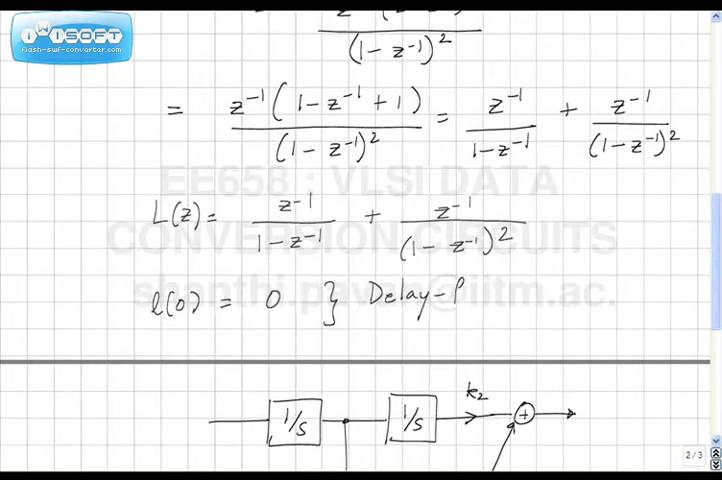 iWiSOFT
flash-swf-converter.com
(1 - z⁻¹)²
= z⁻¹(1 - z⁻¹ + 1) / (1 - z⁻¹)² = z⁻¹ / 1 - z⁻¹ + z⁻¹ / (1 - z⁻¹)²
EE658 : VLSI DATA
L(z) = z⁻¹ / 1 - z⁻¹ + z⁻¹ / (1 - z⁻¹)²
CONVERSION CIRCUITS
l(0) = 0 } Delay-
1/s 1/s k₂ +
2 / 3